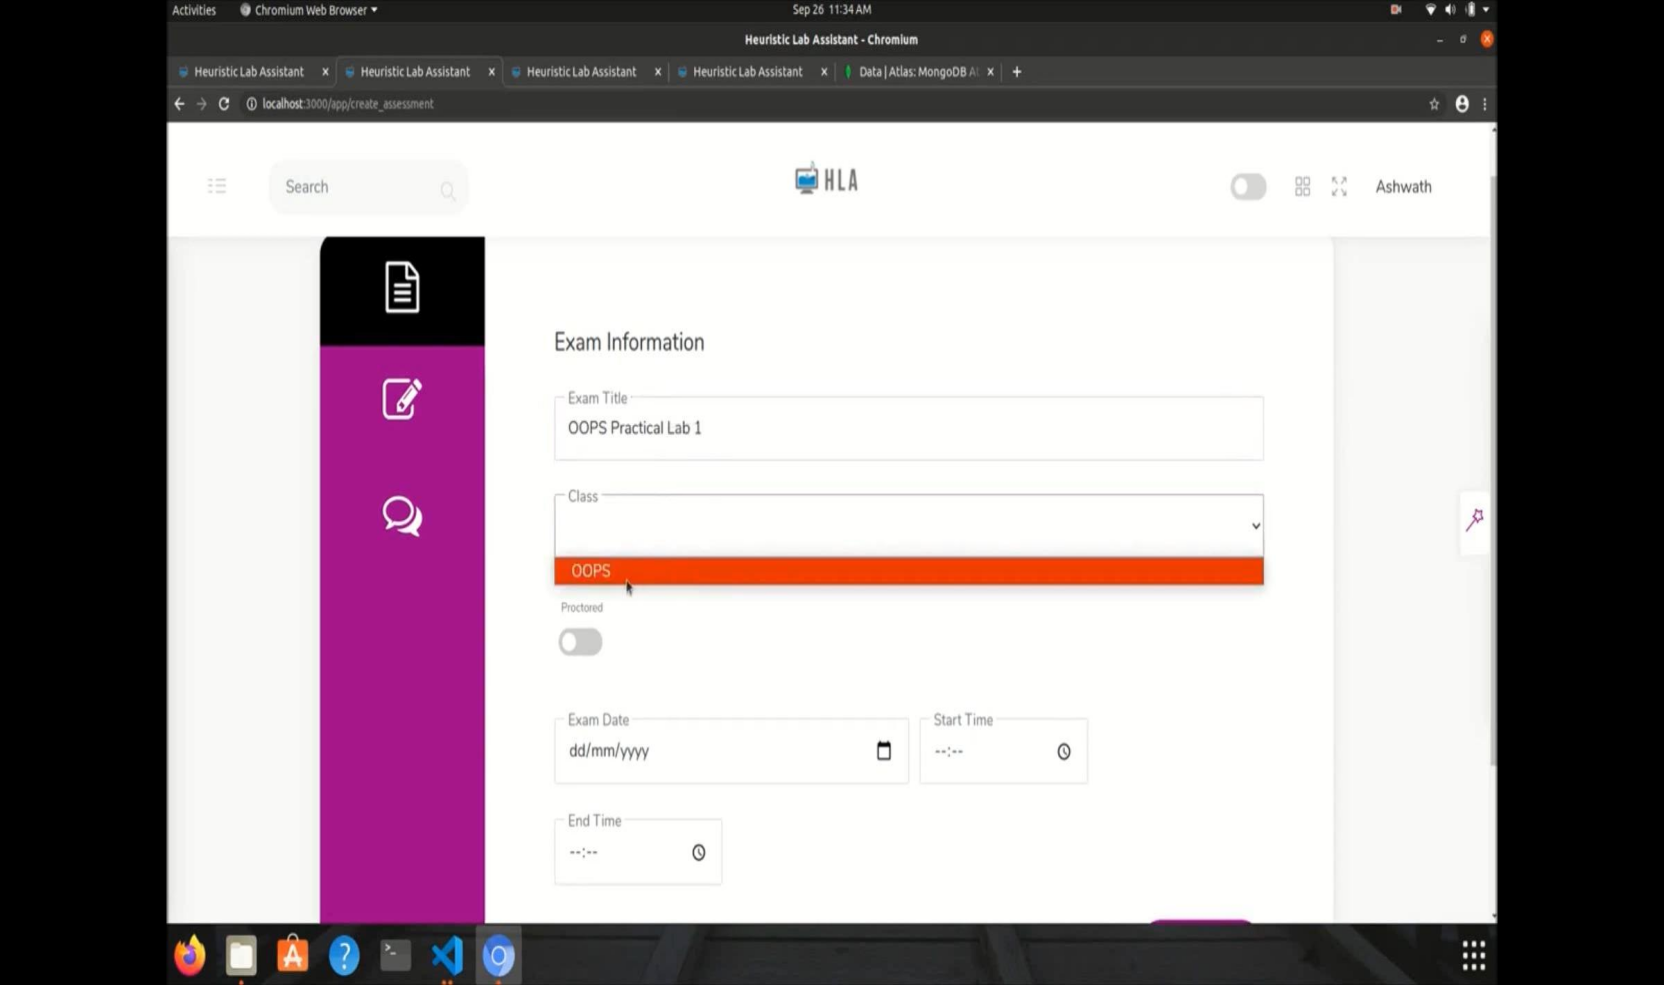 Activities Chromium Web Browser Sep 26 11:34 AM
Heuristic Lab Assistant - Chromium
Heuristic Lab Assistant Heuristic Lab Assistant Heuristic Lab Assistant Heuristic Lab Assistant Data | Atlas: MongoDB At
localhost:3000/app/create_assessment
Search HLA Ashwath
Exam Information
Exam Title
OOPS Practical Lab 1
Class
OOPS
Proctored
Exam Date Start Time
dd/mm/yyyy --:--
End Time
--:--